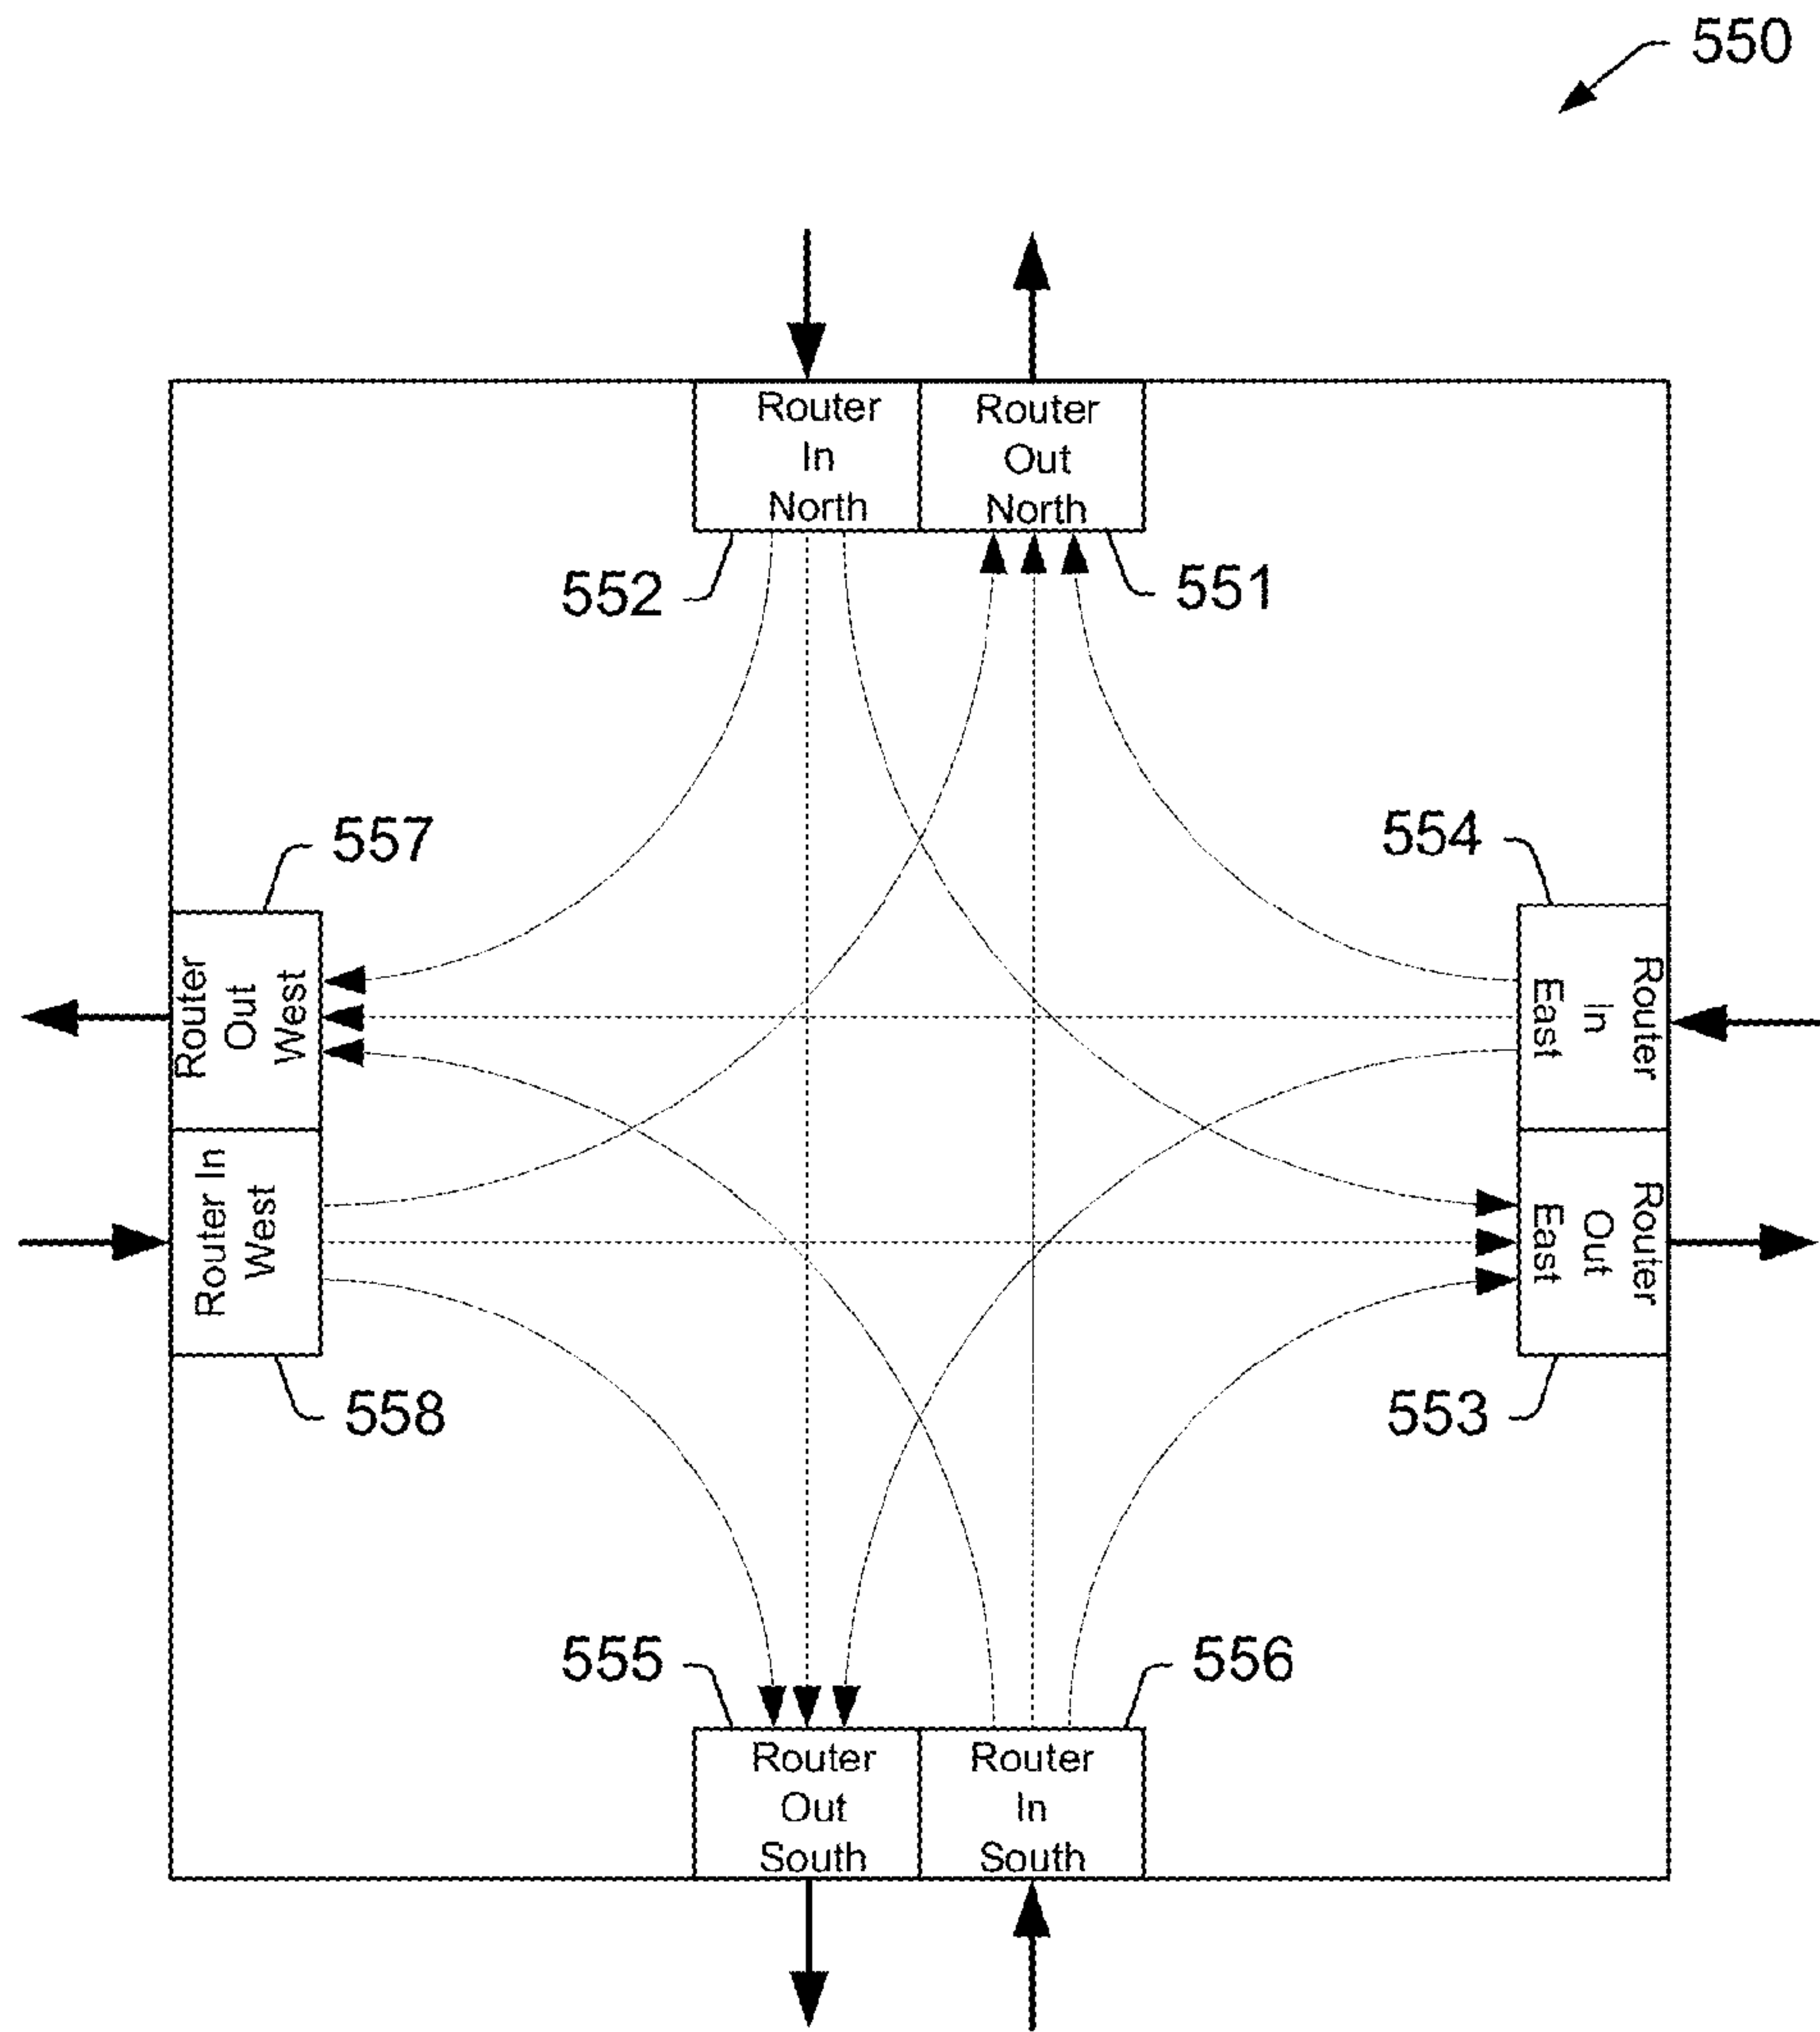 550
Router
In
North
Router
Out
North
552
551
557
554
Router
Out
West
Router
In
East
Router In
West
Router
Out
East
558
553
555
556
Router
Out
South
Router
In
South